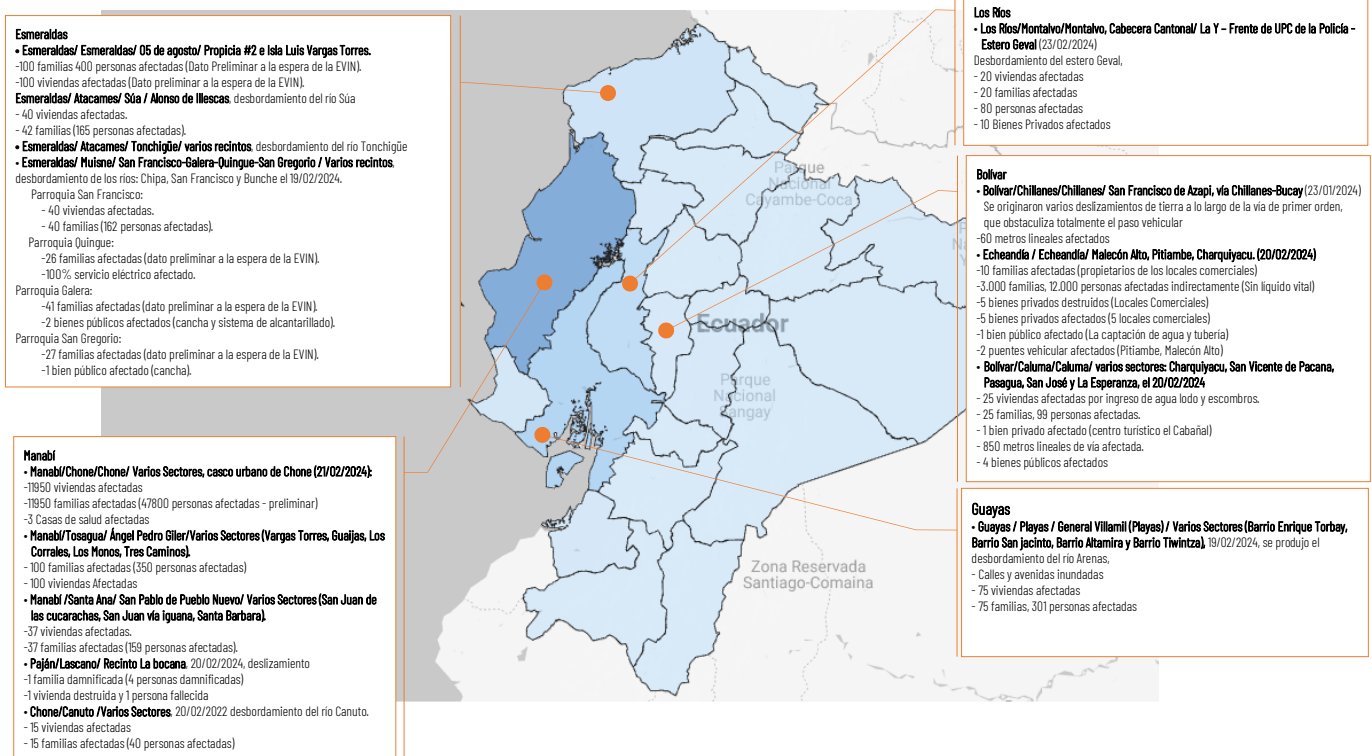 Esmeraldas
• Esmeraldas/ Esmeraldas/ 05 de agosto/ Propicia #2 e Isla Luis Vargas Torres.
-100 familias 400 personas afectadas (Dato Preliminar a la espera de la EVIN).
-100 viviendas afectadas (Dato preliminar a la espera de la EVIN).
Esmeraldas/ Atacames/ Súa / Alonso de Illescas, desbordamiento del río Súa
- 40 viviendas afectadas.
- 42 familias (165 personas afectadas).
• Esmeraldas/ Atacames/ Tonchigüe/ varios recintos, desbordamiento del río Tonchigüe
• Esmeraldas/ Muisne/ San Francisco-Galera-Quingue-San Gregorio / Varios recintos,
desbordamiento de los ríos: Chipa, San Francisco y Bunche el 19/02/2024.
Parroquia San Francisco:
- 40 viviendas afectadas.
- 40 familias (162 personas afectadas).
Parroquia Quingue:
-26 familias afectadas (dato preliminar a la espera de la EVIN).
-100% servicio eléctrico afectado.
Parroquia Galera:
-41 familias afectadas (dato preliminar a la espera de la EVIN).
-2 bienes públicos afectados (cancha y sistema de alcantarillado).
Parroquia San Gregorio:
-27 familias afectadas (dato preliminar a la espera de la EVIN).
-1 bien público afectado (cancha).
Manabí
• Manabí/Chone/Chone/ Varios Sectores, casco urbano de Chone (21/02/2024):
-11950 viviendas afectadas
-11950 familias afectadas (47800 personas afectadas - preliminar)
-3 Casas de salud afectadas
• Manabí/Tosagua/ Ángel Pedro Giler/Varios Sectores (Vargas Torres, Guaijas, Los
Corrales, Los Monos, Tres Caminos).
- 100 familias afectadas (350 personas afectadas)
- 100 viviendas Afectadas
• Manabí /Santa Ana/ San Pablo de Pueblo Nuevo/ Varios Sectores (San Juan de
las cucarachas, San Juan vía iguana, Santa Barbara).
-37 viviendas afectadas.
-37 familias afectadas (159 personas afectadas).
• Paján/Lascano/ Recinto La bocana, 20/02/2024, deslizamiento
-1 familia damnificada (4 personas damnificadas)
-1 vivienda destruida y 1 persona fallecida
• Chone/Canuto /Varios Sectores, 20/02/2022 desbordamiento del río Canuto.
- 15 viviendas afectadas
- 15 familias afectadas (40 personas afectadas)
Parque
Nacional
Cayambe-Coca
Ecuador
Parque
Nacional
Sangay
Zona Reservada
Santiago-Comaina
Los Ríos
• Los Ríos/Montalvo/Montalvo, Cabecera Cantonal/ La Y – Frente de UPC de la Policía –
Estero Geval (23/02/2024)
Desbordamiento del estero Geval,
- 20 viviendas afectadas
- 20 familias afectadas
- 80 personas afectadas
- 10 Bienes Privados afectados
Bolívar
• Bolívar/Chillanes/Chillanes/ San Francisco de Azapi, vía Chillanes-Bucay (23/01/2024)
Se originaron varios deslizamientos de tierra a lo largo de la vía de primer orden,
que obstaculiza totalmente el paso vehicular
-60 metros lineales afectados
• Echeandía / Echeandía/ Malecón Alto, Pitiambe, Charquiyacu. (20/02/2024)
-10 familias afectadas (propietarios de los locales comerciales)
-3.000 familias, 12.000 personas afectadas indirectamente (Sin líquido vital)
-5 bienes privados destruidos (Locales Comerciales)
-5 bienes privados afectados (5 locales comerciales)
-1 bien público afectado (La captación de agua y tubería)
-2 puentes vehicular afectados (Pitiambe, Malecón Alto)
• Bolívar/Caluma/Caluma/ varios sectores: Charquiyacu, San Vicente de Pacana,
Pasagua, San José y La Esperanza, el 20/02/2024
- 25 viviendas afectadas por ingreso de agua lodo y escombros.
- 25 familias, 99 personas afectadas.
- 1 bien privado afectado (centro turístico el Cabañal)
- 850 metros lineales de vía afectada.
- 4 bienes públicos afectados
Guayas
• Guayas / Playas / General Villamil (Playas) / Varios Sectores (Barrio Enrique Torbay,
Barrio San jacinto, Barrio Altamira y Barrio Tiwintza), 19/02/2024, se produjo el
desbordamiento del río Arenas,
- Calles y avenidas inundadas
- 75 viviendas afectadas
- 75 familias, 301 personas afectadas